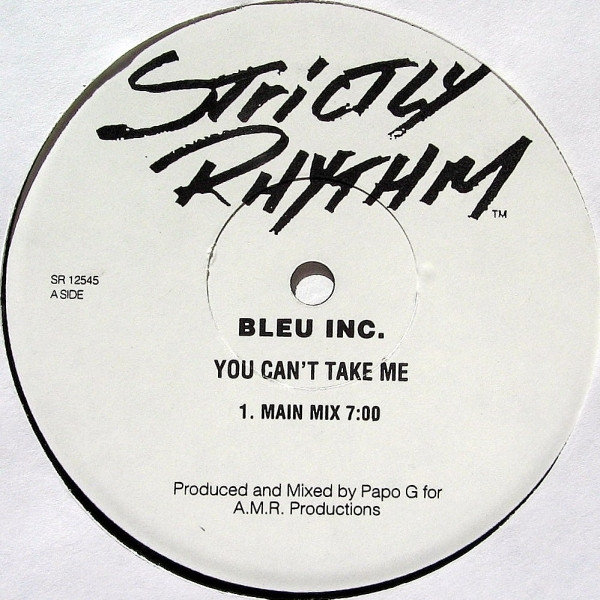 STRICTLY
RHYTHM
TM
SR 12545
A SIDE
BLEU INC.
YOU CAN'T TAKE ME
1. MAIN MIX 7:00
Produced and Mixed by Papo G for
A.M.R. Productions